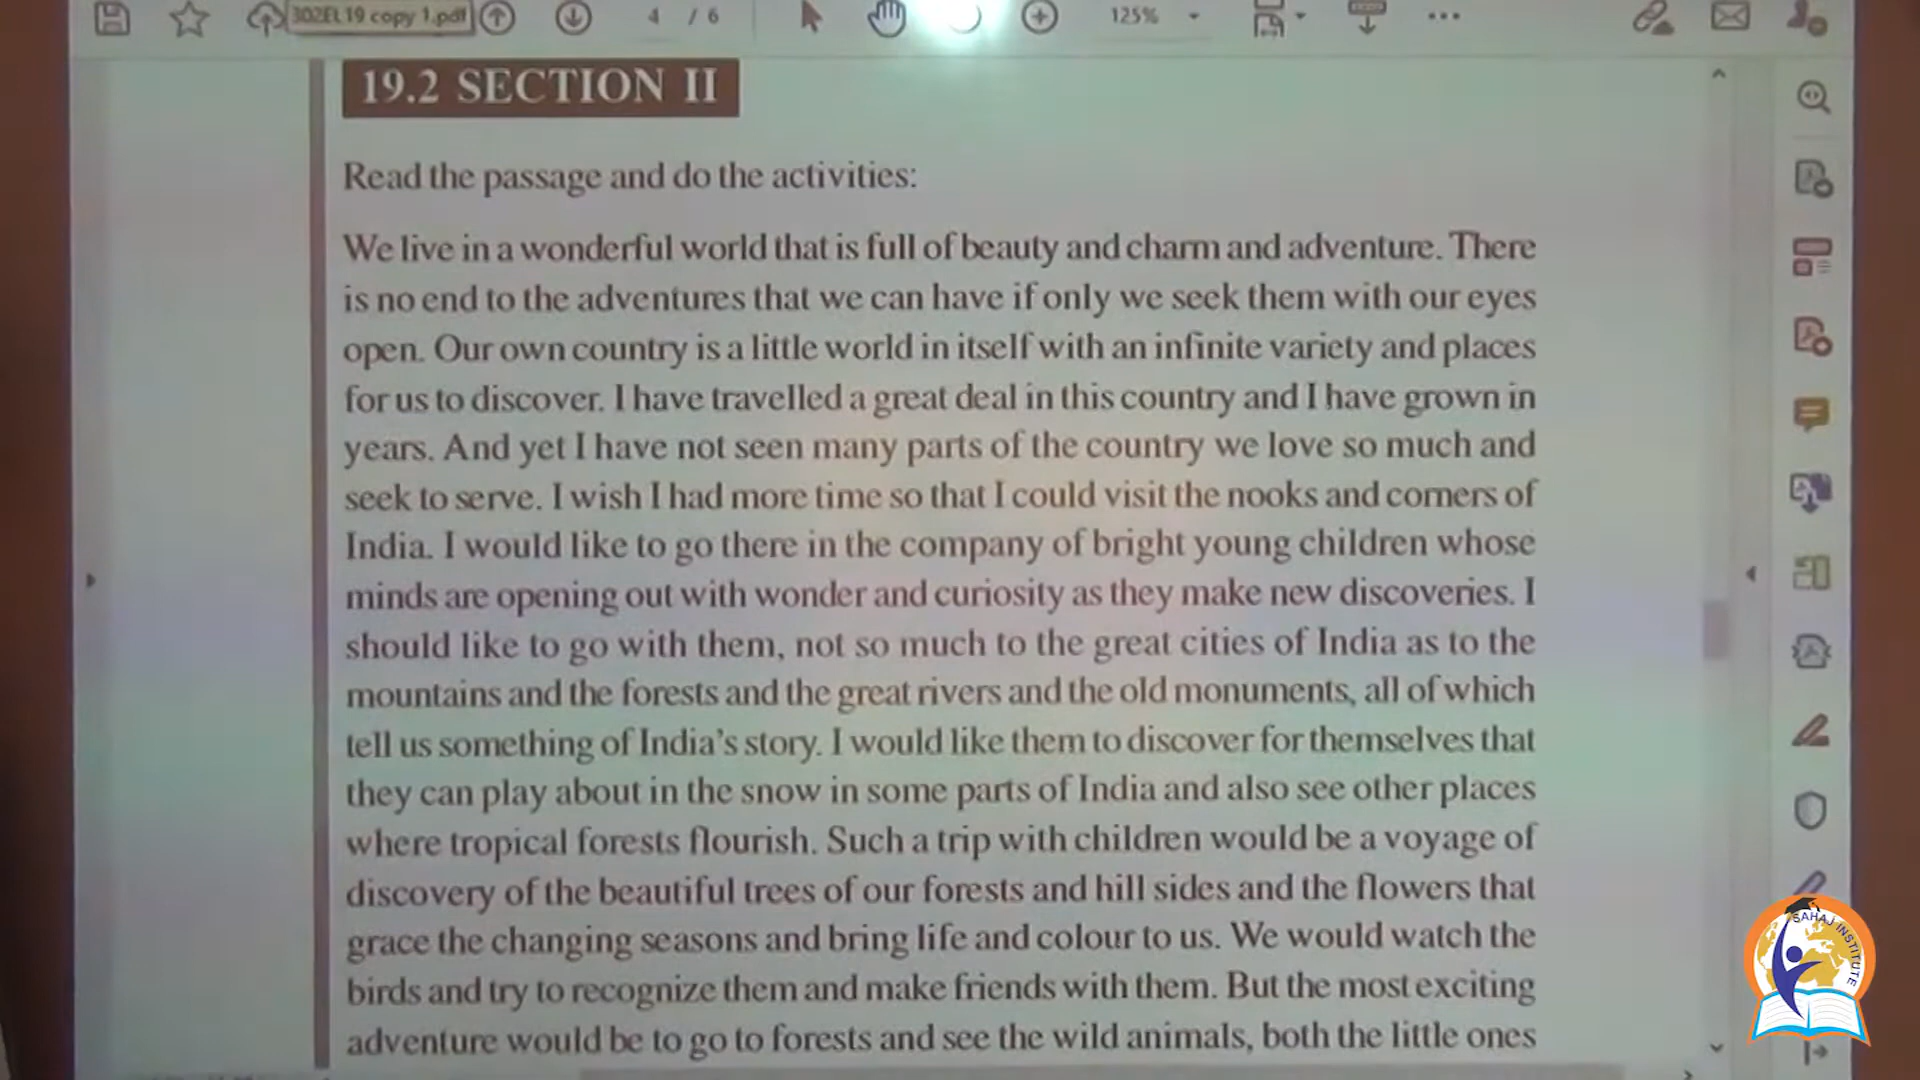 302EL19 copy 1.pdf
4 / 6
125%
19.2 SECTION II
Read the passage and do the activities:
We live in a wonderful world that is full of beauty and charm and adventure. There
is no end to the adventures that we can have if only we seek them with our eyes
open. Our own country is a little world in itself with an infinite variety and places
for us to discover. I have travelled a great deal in this country and I have grown in
years. And yet I have not seen many parts of the country we love so much and
seek to serve. I wish I had more time so that I could visit the nooks and corners of
India. I would like to go there in the company of bright young children whose
minds are opening out with wonder and curiosity as they make new discoveries. I
should like to go with them, not so much to the great cities of India as to the
mountains and the forests and the great rivers and the old monuments, all of which
tell us something of India's story. I would like them to discover for themselves that
they can play about in the snow in some parts of India and also see other places
where tropical forests flourish. Such a trip with children would be a voyage of
discovery of the beautiful trees of our forests and hill sides and the flowers that
grace the changing seasons and bring life and colour to us. We would watch the
birds and try to recognize them and make friends with them. But the most exciting
adventure would be to go to forests and see the wild animals, both the little ones
SAHAJ INSTITUTE